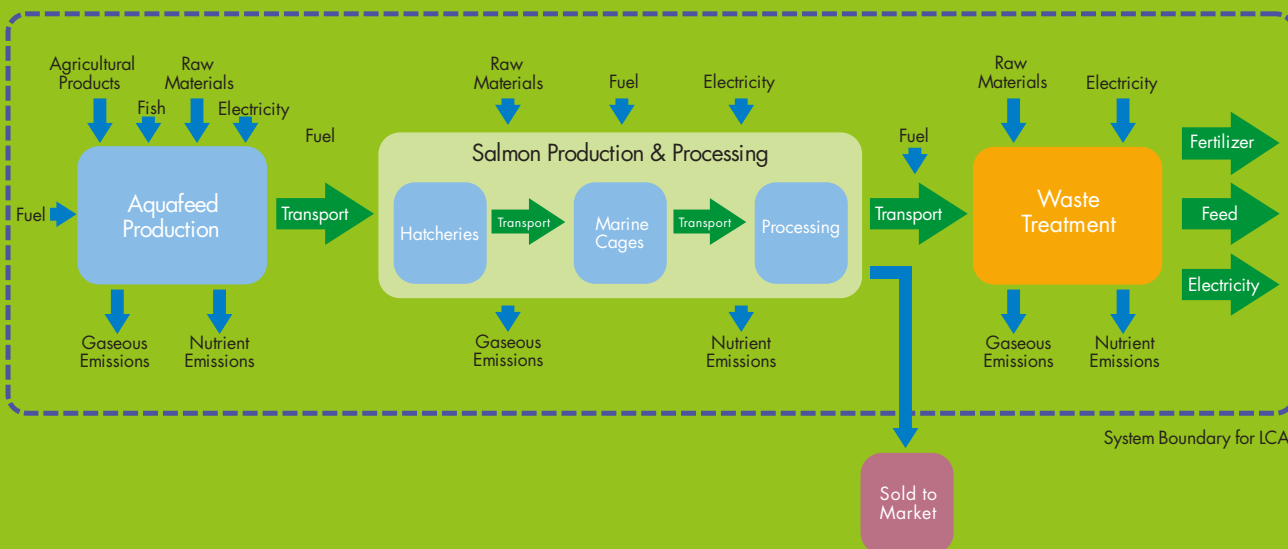 Agricultural
Products
Fish
Raw
Materials
Electricity
Fuel
Fuel
Aquafeed
Production
Transport
Gaseous
Emissions
Nutrient
Emissions
Raw
Materials
Fuel
Electricity
Salmon Production & Processing
Hatcheries
Transport
Marine
Cages
Transport
Processing
Gaseous
Emissions
Nutrient
Emissions
Fuel
Transport
Raw
Materials
Electricity
Waste
Treatment
Gaseous
Emissions
Nutrient
Emissions
Fertilizer
Feed
Electricity
System Boundary for LCA
Sold to
Market